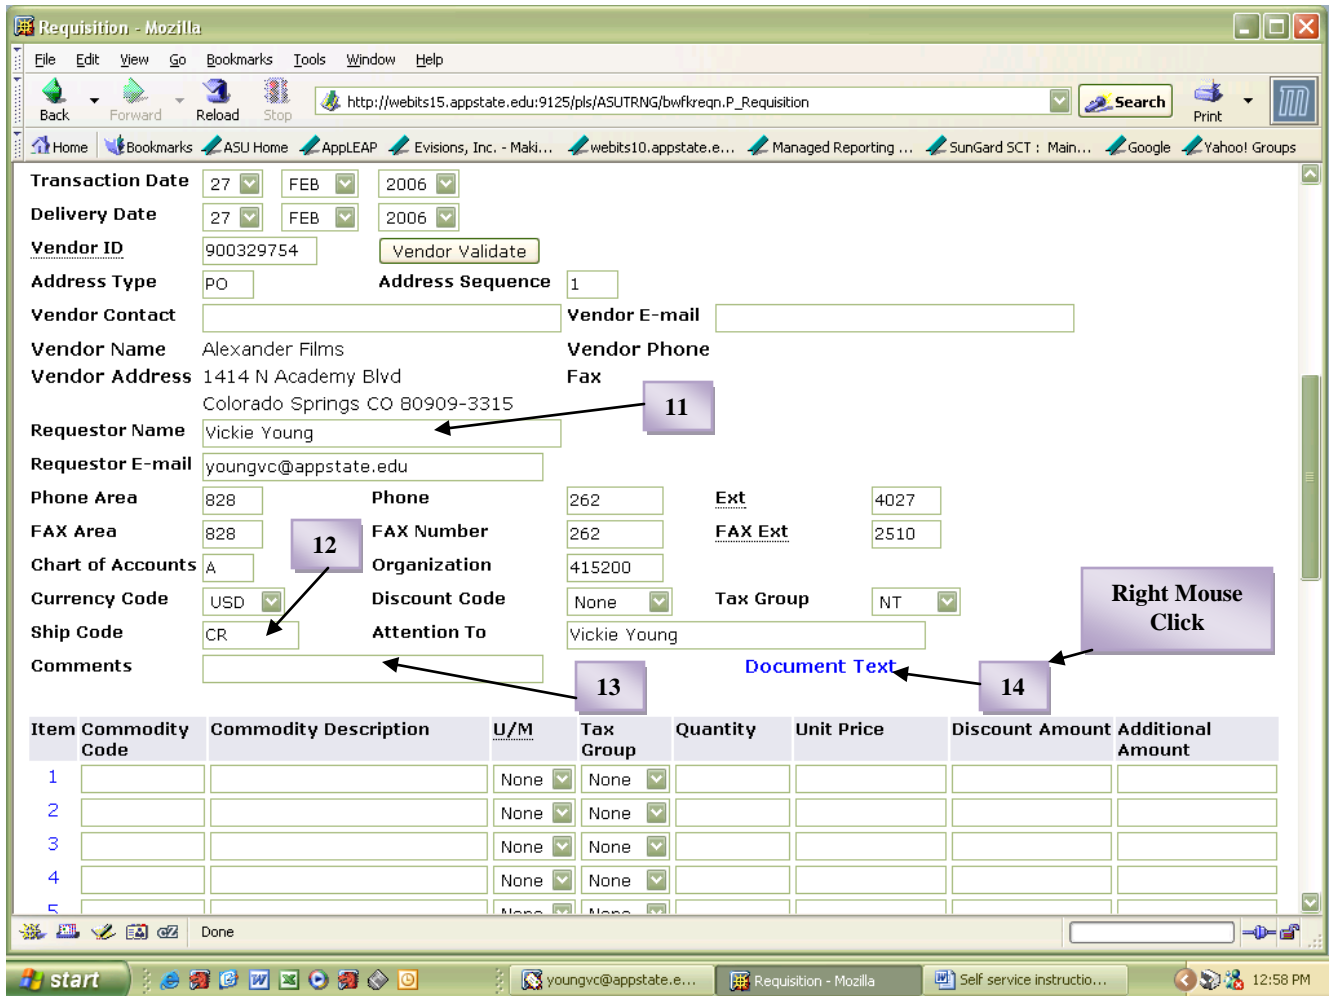 Requisition - Mozilla
File Edit View Go Bookmarks Tools Window Help
Back Forward Reload Stop http://webits15.appstate.edu:9125/pls/ASUTRNG/bwfkreqn.P_Requisition Search Print
Home Bookmarks ASU Home AppLEAP Evisions, Inc. - Maki... webits10.appstate.e... Managed Reporting ... SunGard SCT : Main... Google Yahoo! Groups
Transaction Date 27 FEB 2006
Delivery Date 27 FEB 2006
Vendor ID 900329754 Vendor Validate
Address Type PO Address Sequence 1
Vendor Contact Vendor E-mail
Vendor Name Alexander Films Vendor Phone
Vendor Address 1414 N Academy Blvd Fax
Colorado Springs CO 80909-3315
11
Requestor Name Vickie Young
Requestor E-mail youngvc@appstate.edu
Phone Area 828 Phone 262 Ext 4027
FAX Area 828 FAX Number 262 FAX Ext 2510
12
Chart of Accounts A Organization 415200
Currency Code USD Discount Code None Tax Group NT
Right Mouse
Click
Ship Code CR Attention To Vickie Young
Comments Document Text
13
14
Item Commodity Code Commodity Description U/M Tax Group Quantity Unit Price Discount Amount Additional Amount
1 None None
2 None None
3 None None
4 None None
5 None None
Done
start youngvc@appstate.e... Requisition - Mozilla Self service instructio... 12:58 PM